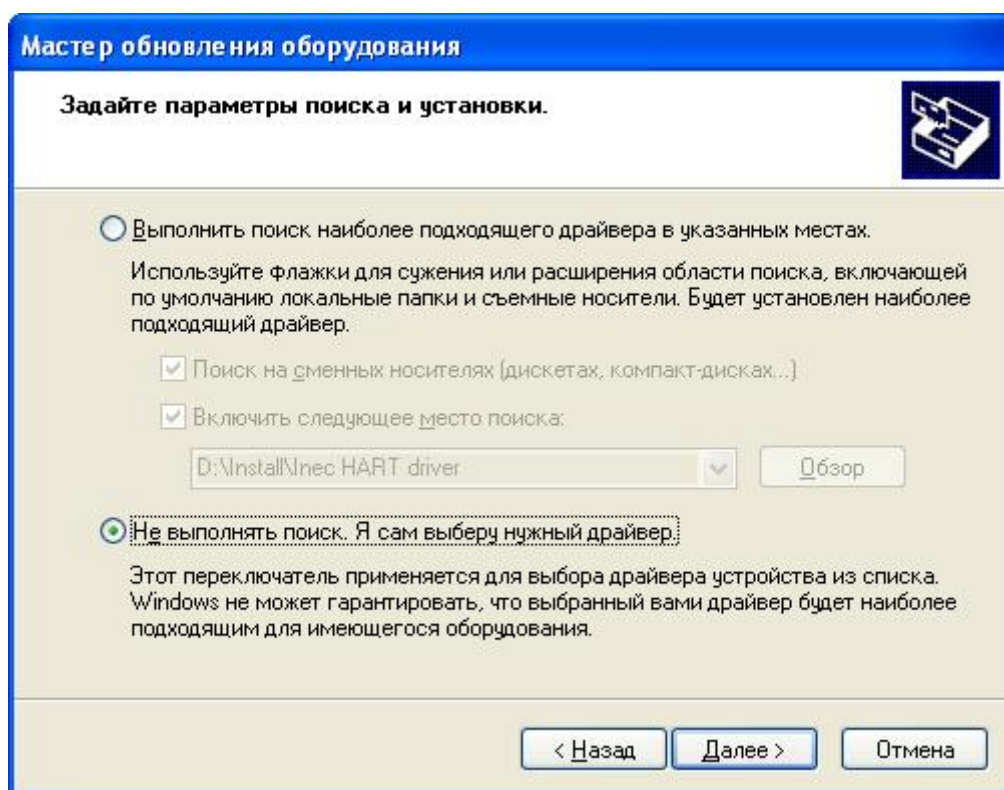 Мастер обновления оборудования
Задайте параметры поиска и установки.
Выполнить поиск наиболее подходящего драйвера в указанных местах.
Используйте флажки для сужения или расширения области поиска, включающей
по умолчанию локальные папки и съемные носители. Будет установлен наиболее
подходящий драйвер.
Поиск на сменных носителях (дискетах, компакт-дисках...)
Включить следующее место поиска:
D:\Install\Inec HART driver
Обзор
Не выполнять поиск. Я сам выберу нужный драйвер.
Этот переключатель применяется для выбора драйвера устройства из списка.
Windows не может гарантировать, что выбранный вами драйвер будет наиболее
подходящим для имеющегося оборудования.
< Назад Далее > Отмена